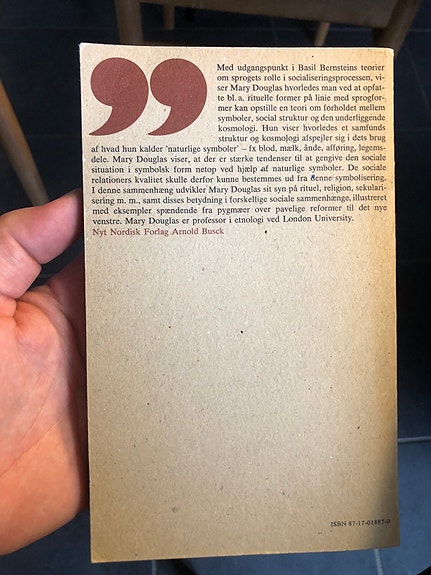 Med udgangspunkt i Basil Bernsteins teorier
om sprogets rolle i socialiseringsprocessen, vi-
ser Mary Douglas hvorledes man ved at opfat-
te bl. a. rituelle former på linie med sprogfor-
mer kan opstille en teori om forholdet mellem
symboler, social struktur og den underliggende
kosmologi. Hun viser hvorledes et samfunds
struktur og kosmologi afspejler sig i dets brug
af hvad hun kalder 'naturlige symboler' – fx blod, mælk, ånde, afføring, legems-
dele. Mary Douglas viser, at der er stærke tendenser til at gengive den sociale
situation i symbolsk form netop ved hjælp af naturlige symboler. De sociale
relationers kvalitet skulle derfor kunne bestemmes ud fra denne symbolisering.
I denne sammenhæng udvikler Mary Douglas sit syn på rituel, religion, sekulari-
sering m. m., samt disses betydning i forskellige sociale sammenhænge, illustreret
med eksempler spændende fra pygmæer over pavelige reformer til det nye
venstre. Mary Douglas er professor i etnologi ved London University.
Nyt Nordisk Forlag Arnold Busck
ISBN 87-17-01887-9